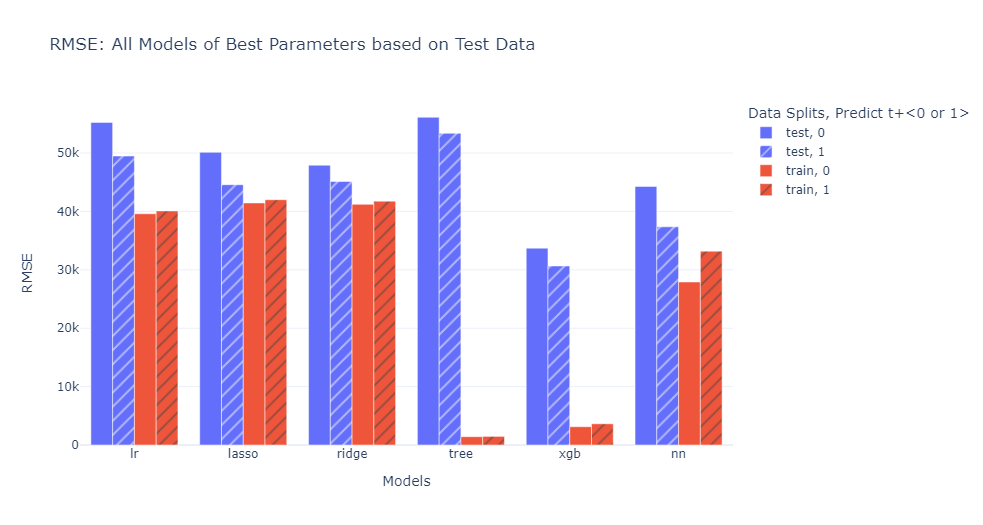 RMSE: All Models of Best Parameters based on Test Data
Data Splits, Predict t+<0 or 1>
test, 0
test, 1
train, 0
train, 1
RMSE
50k
40k
30k
20k
10k
0
lr
lasso
ridge
tree
xgb
nn
Models